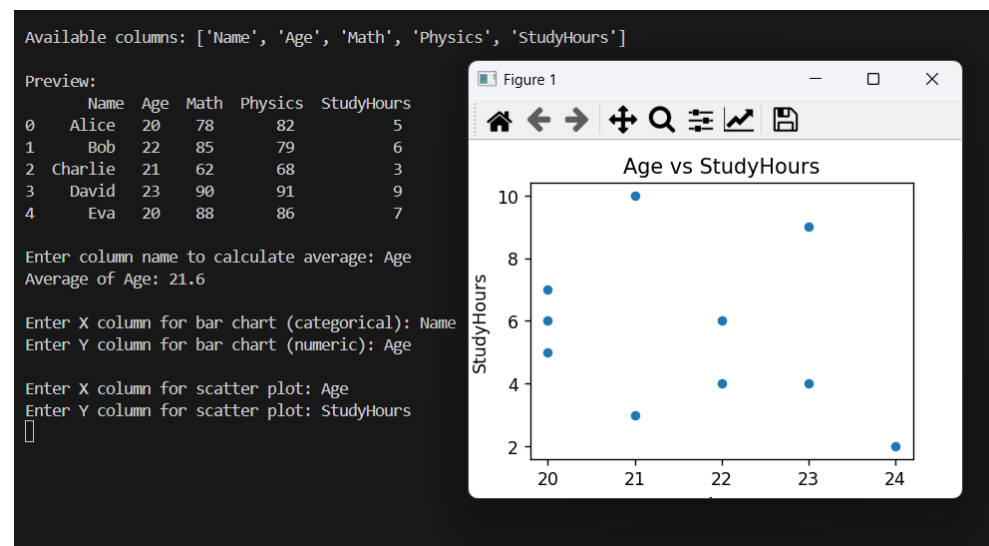 Available columns: ['Name', 'Age', 'Math', 'Physics', 'StudyHours']
Preview:
Name Age Math Physics StudyHours
0 Alice 20 78 82 5
1 Bob 22 85 79 6
2 Charlie 21 62 68 3
3 David 23 90 91 9
4 Eva 20 88 86 7
Enter column name to calculate average: Age
Average of Age: 21.6
Enter X column for bar chart (categorical): Name
Enter Y column for bar chart (numeric): Age
Enter X column for scatter plot: Age
Enter Y column for scatter plot: StudyHours
Figure 1
Age vs StudyHours
StudyHours
10
8
6
4
2
20 21 22 23 24